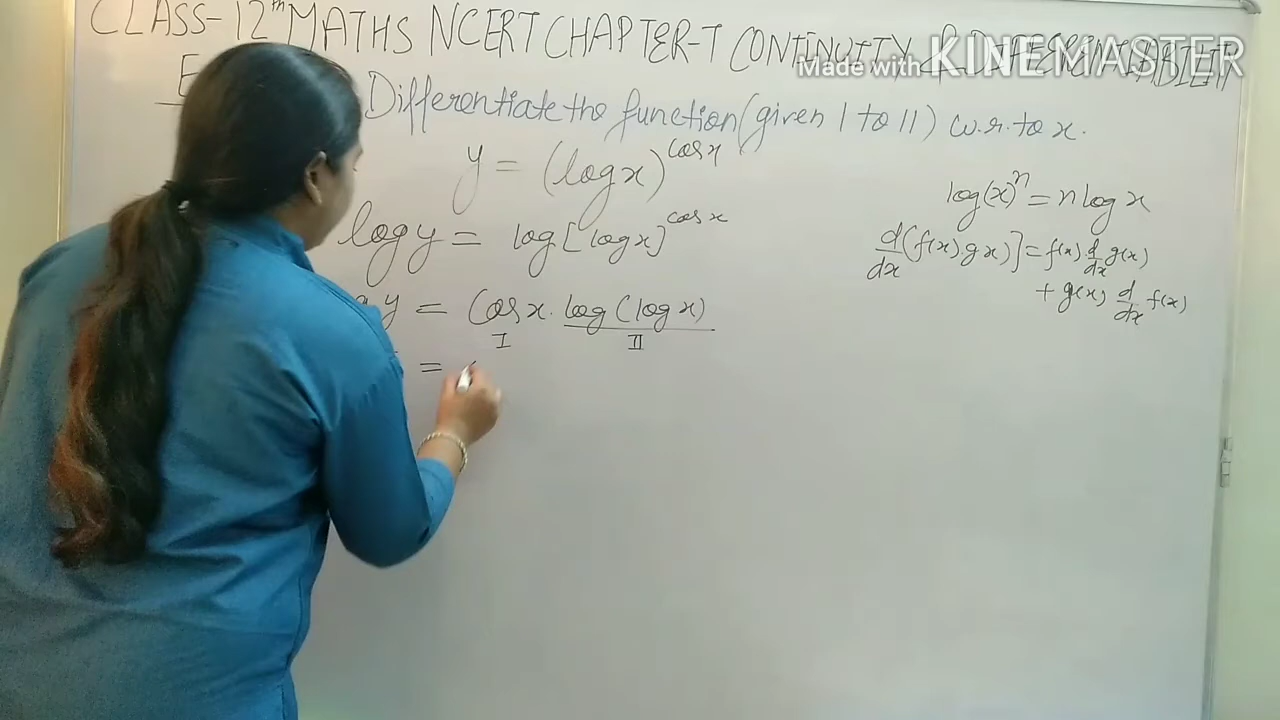 CLASS-12th MATHS NCERT CHAPTER-T CONTINUITY & DIFFERENTIABILITY
Made with KINEMASTER
E
Differentiate the function (given 1 to 11) w.r. to x.
y = (log x)^cos x
log y = log [log x]^cos x
y = Cos x . log (log x)
I II
=
log(x)^n = n log x
d/dx (f(x) g(x)] = f(x) d/dx g(x)
+ g(x) d/dx f(x)